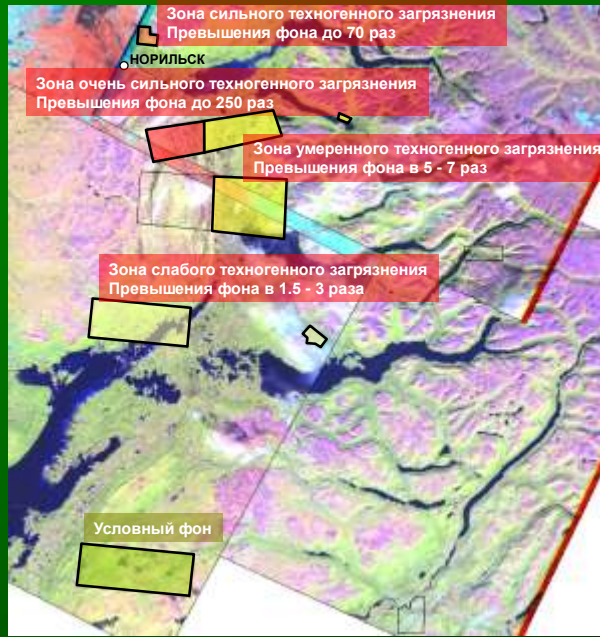 Зона сильного техногенного загрязнения
Превышения фона до 70 раз
НОРИЛЬСК
Зона очень сильного техногенного загрязнения
Превышения фона до 250 раз
Зона умеренного техногенного загрязнения
Превышения фона в 5 - 7 раз
Зона слабого техногенного загрязнения
Превышения фона в 1.5 - 3 раза
Условный фон